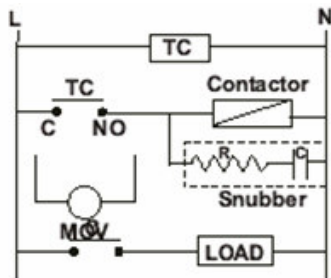 L N
TC
TC Contactor
C NO
R C
Snubber
MOV
LOAD